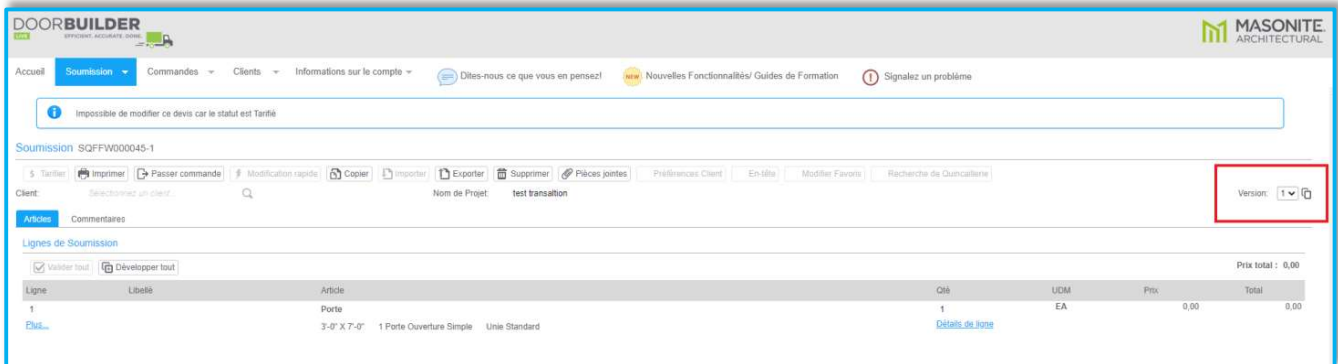 DOORBUILDER
LIVE EFFICIENT. ACCURATE. DONE.
MASONITE.
ARCHITECTURAL
Accueil Soumission Commandes Clients Informations sur le compte Dites-nous ce que vous en pensez! NEW Nouvelles Fonctionnalités/ Guides de Formation Signalez un problème
Impossible de modifier ce devis car le statut est Tarifié
Soumission SQFFW000045-1
$ Tarifier Imprimer Passer commande Modification rapide Copier Importer Exporter Supprimer Pièces jointes Préférences Client En-tête Modifier Favoris Recherche de Quincaillerie
Client: Sélectionnez un client... Nom de Projet: test transaltion Version: 1
Articles Commentaires
Lignes de Soumission
Valider tout Développer tout Prix total : 0,00
Ligne Libellé Article Qté UDM Prix Total
1 Porte 1 EA 0,00 0,00
Plus... 3'-0" X 7'-0" 1 Porte Ouverture Simple Unie Standard Détails de ligne